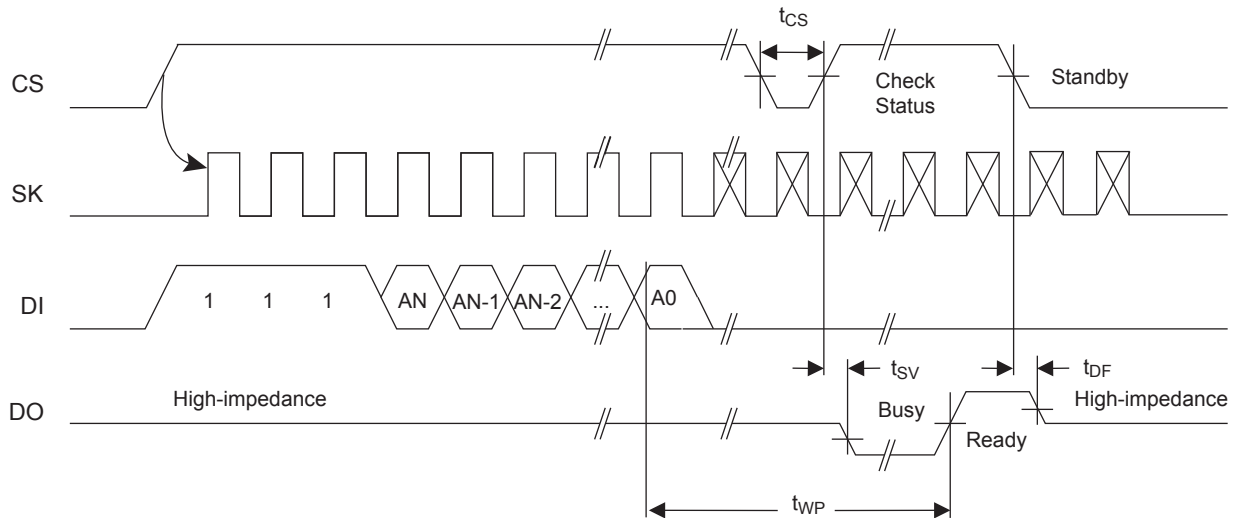 tCS
CS
Check
Status
Standby
SK
DI
1 1 1 AN AN-1 AN-2 ... A0
tSV
tDF
DO
High-impedance
Busy
Ready
High-impedance
tWP